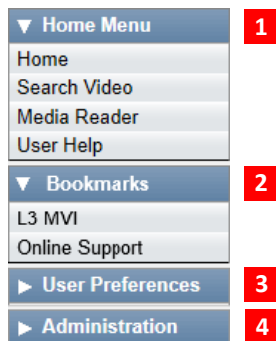 Home Menu 1
Home
Search Video
Media Reader
User Help
Bookmarks 2
L3 MVI
Online Support
User Preferences 3
Administration 4